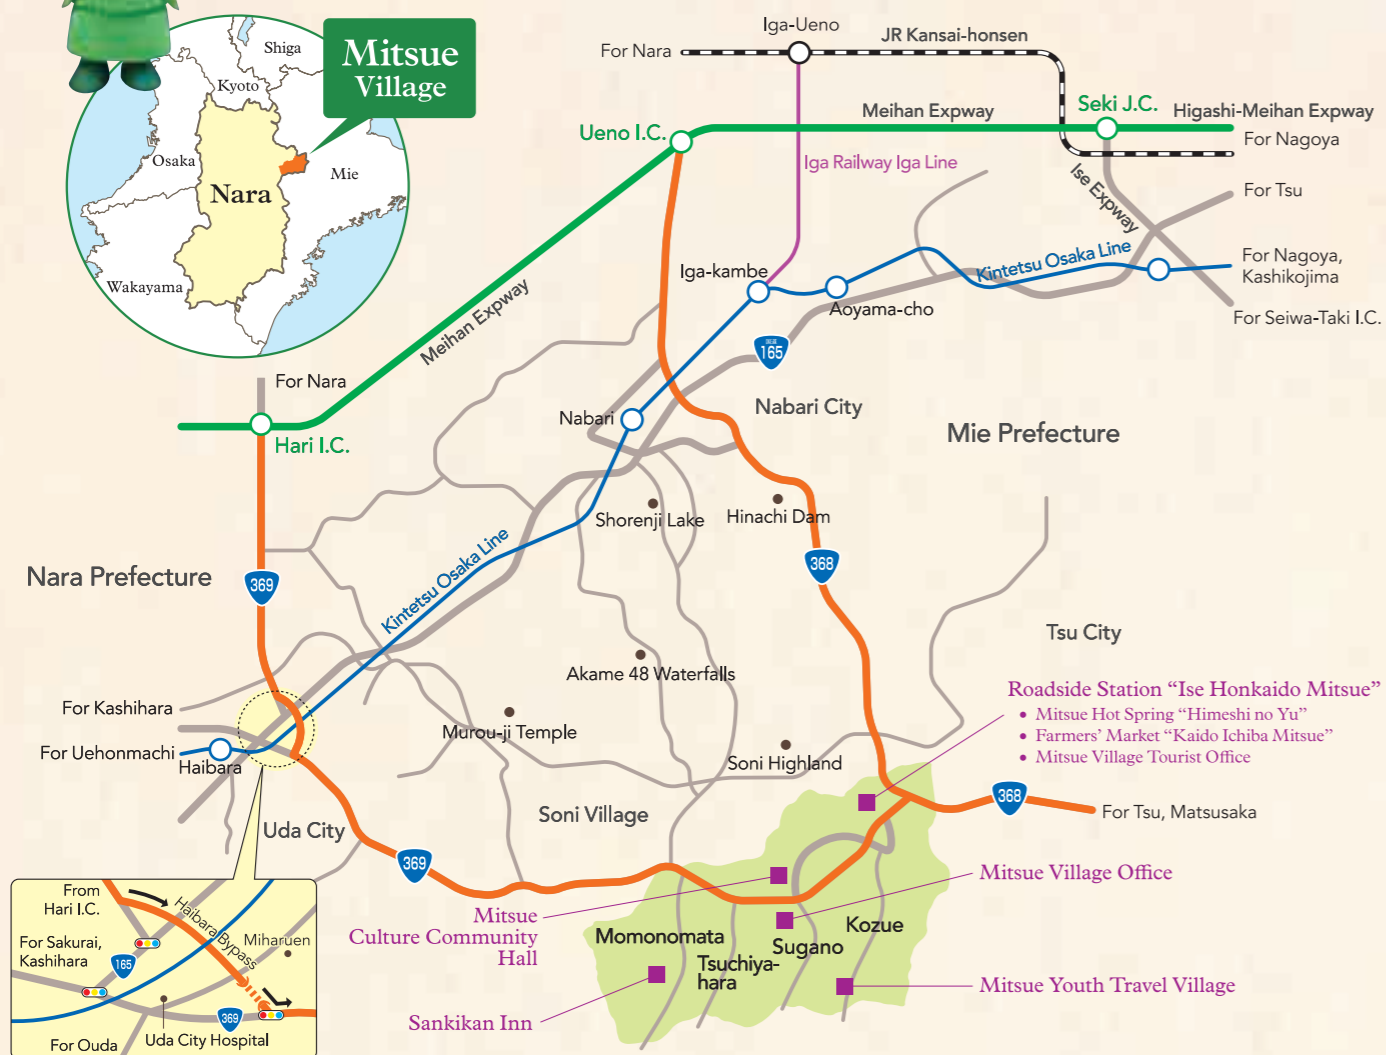 Mitsue
Village
Shiga
Kyoto
Osaka
Nara
Mie
Wakayama
Iga-Ueno
For Nara
JR Kansai-honsen
Seki J.C.
Meihan Expway
Higashi-Meihan Expway
Ueno I.C.
For Nagoya
Iga Railway Iga Line
Ise Expway
For Tsu
Iga-kambe
Kintetsu Osaka Line
For Nagoya,
Kashikojima
Aoyama-cho
For Seiwa-Taki I.C.
Meihan Expway
165
For Nara
Nabari
Nabari City
Mie Prefecture
Hari I.C.
Shorenji Lake
Hinachi Dam
Kintetsu Osaka Line
368
Nara Prefecture
369
Tsu City
Akame 48 Waterfalls
Roadside Station “Ise Honkaido Mitsue”
• Mitsue Hot Spring “Himeshi no Yu”
• Farmers’ Market “Kaido Ichiba Mitsue”
• Mitsue Village Tourist Office
For Kashihara
Murou-ji Temple
For Uehonmachi
Haibara
Soni Highland
368
For Tsu, Matsusaka
Soni Village
Uda City
369
Mitsue Village Office
Mitsue
Culture Community
Hall
Momonomata
Tsuchiya-
hara
Sugano
Kozue
Mitsue Youth Travel Village
Sankikan Inn
From
Hari I.C.
Haibara Bypass
For Sakurai,
Kashihara
Miharuen
165
369
For Ouda
Uda City Hospital